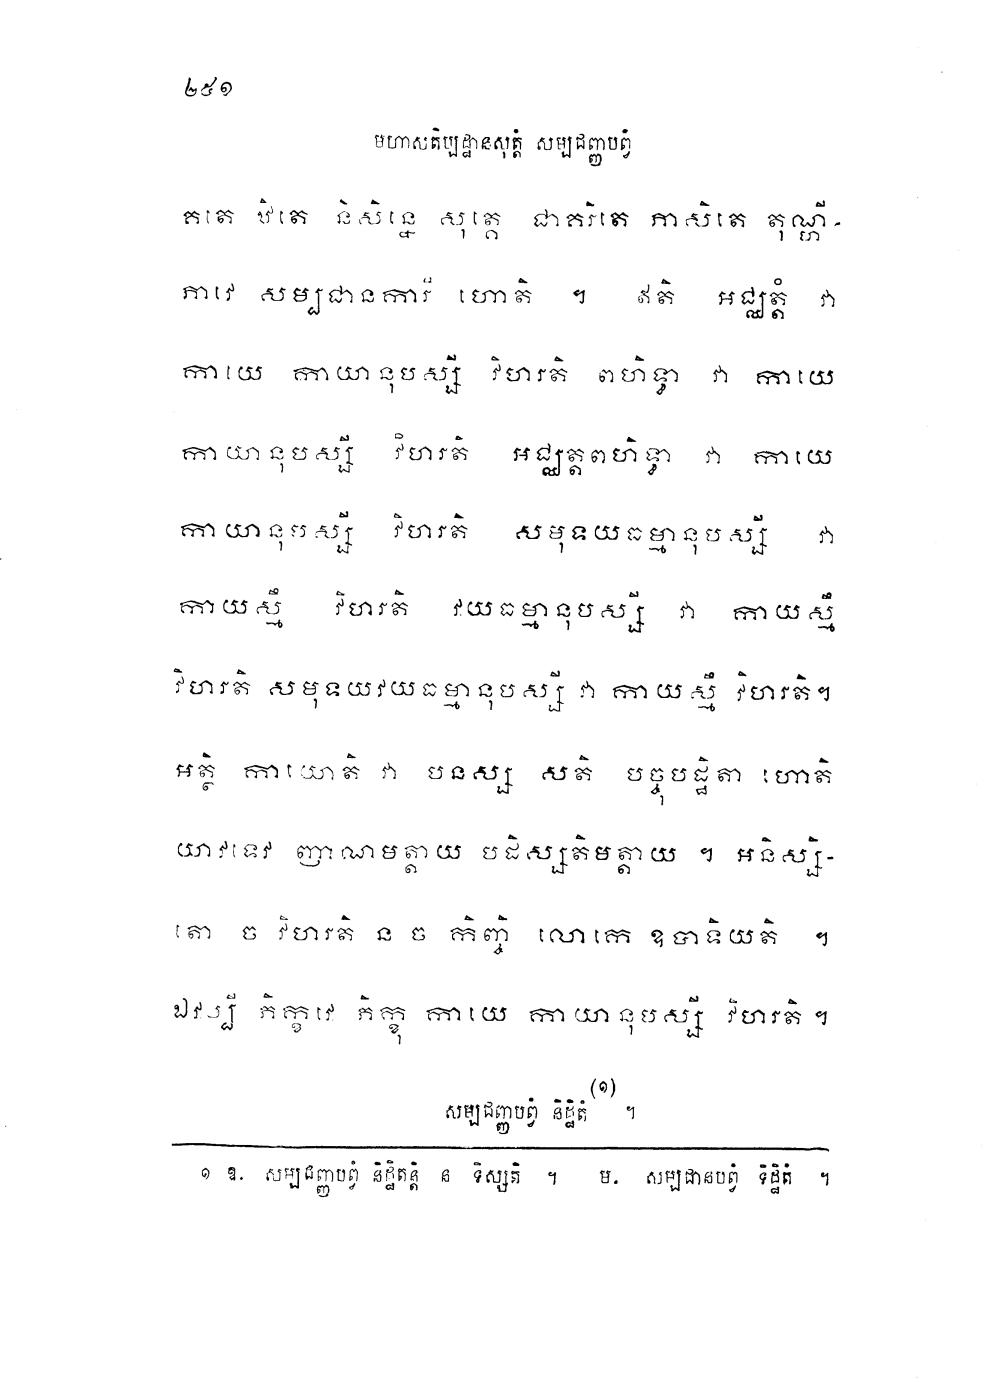 ២៥១
មហាសតិប្បដ្ឋានសុត្តំ សម្បជញ្ញបព្វំ
គតេ ឋិតេ និសិន្នេ សុត្តេ ជាគរិតេ ភាសិតេ តុណ្ហី-
ភាវេ សម្បជានការី ហោតិ ។ ឥតិ អជ្ឈត្តំ វា
កាយេ កាយានុបស្សី វិហរតិ ពហិទ្ធា វា កាយេ
កាយានុបស្សី វិហរតិ អជ្ឈត្តពហិទ្ធា វា កាយេ
កាយានុបស្សី វិហរតិ សមុទយធម្មានុបស្សី វា
កាយស្មឹ វិហរតិ វយធម្មានុបស្សី វា កាយស្មឹ
វិហរតិ សមុទយវយធម្មានុបស្សី វា កាយស្មឹ វិហរតិ។
អត្ថិ កាយោតិ វា បនស្ស សតិ បច្ចុបដ្ឋិតា ហោតិ
យាវទេវ ញាណមត្តាយ បដិស្សតិមត្តាយ ។ អនិស្សិ-
តោ ច វិហរតិ ន ច កិញ្ចិ លោកេ ឧបាទិយតិ ។
ឯវម្បី ភិក្ខវេ ភិក្ខុ កាយេ កាយានុបស្សី វិហរតិ ។
សម្បជញ្ញបព្វំ និដ្ឋិតំ (១) ។
១ ឧ. សម្បជញ្ញបព្វំ និដ្ឋិតន្តិ ន ទិស្សតិ ។ ម. សម្បជានបព្វំ ទិដ្ឋិតំ ។